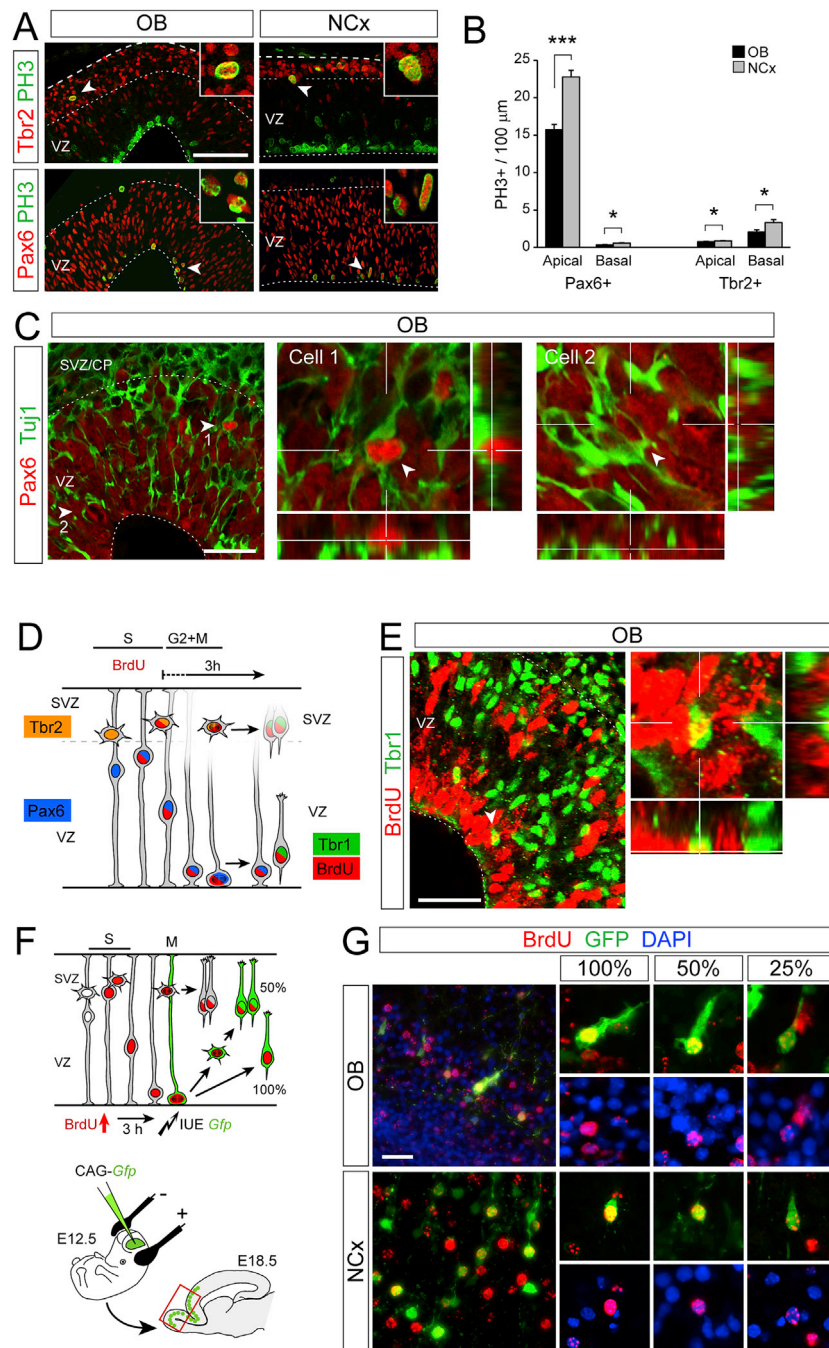 A
OB
NCx
Tbr2 PH3
VZ
Pax6 PH3
VZ
VZ
B
***
OB
NCx
PH3+ / 100 µm
25
20
15
10
5
0
*
*
*
Apical
Basal
Apical
Basal
Pax6+
Tbr2+
C
OB
Pax6 Tuj1
SVZ/CP
1
VZ
2
Cell 1
Cell 2
D
S
G2+M
BrdU
3h
SVZ
Tbr2
SVZ
Pax6
VZ
VZ
Tbr1
BrdU
E
OB
BrdU Tbr1
VZ
F
S
M
SVZ
50%
VZ
100%
BrdU
3 h
IUE Gfp
CAG-Gfp
-
+
E12.5
E18.5
G
BrdU GFP DAPI
100%
50%
25%
OB
NCx